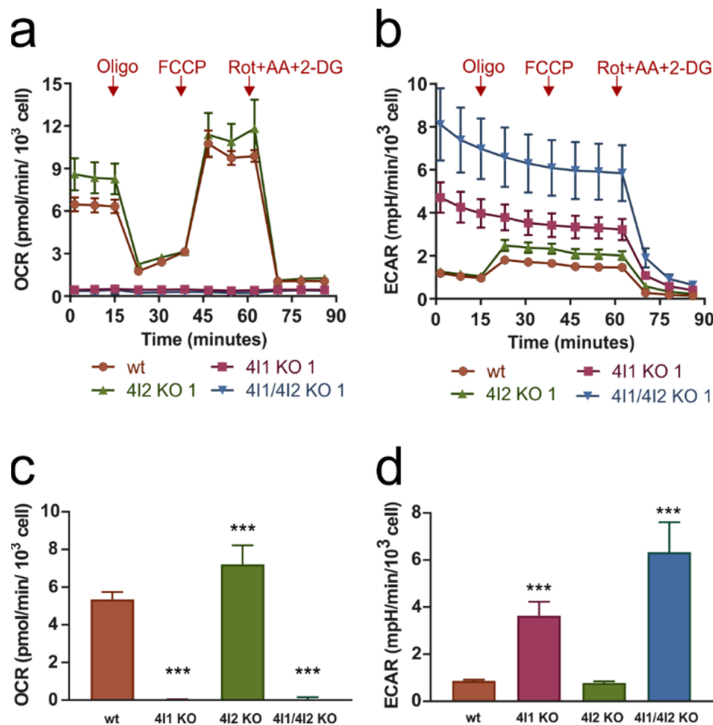 a
b
Oligo FCCP Rot+AA+2-DG
Oligo FCCP Rot+AA+2-DG
OCR (pmol/min/ 10³ cell)
15
12
9
6
3
0
0 15 30 45 60 75 90
Time (minutes)
wt 4I1 KO 1
4I2 KO 1 4I1/4I2 KO 1
ECAR (mpH/min/10³ cell)
10
8
6
4
2
0
0 15 30 45 60 75 90
Time (minutes)
wt 4I1 KO 1
4I2 KO 1 4I1/4I2 KO 1
c
d
OCR (pmol/min/ 10³ cell)
10
8
6
4
2
0
*** *** ***
wt 4I1 KO 4I2 KO 4I1/4I2 KO
ECAR (mpH/min/10³ cell)
8
6
4
2
0
*** ***
wt 4I1 KO 4I2 KO 4I1/4I2 KO